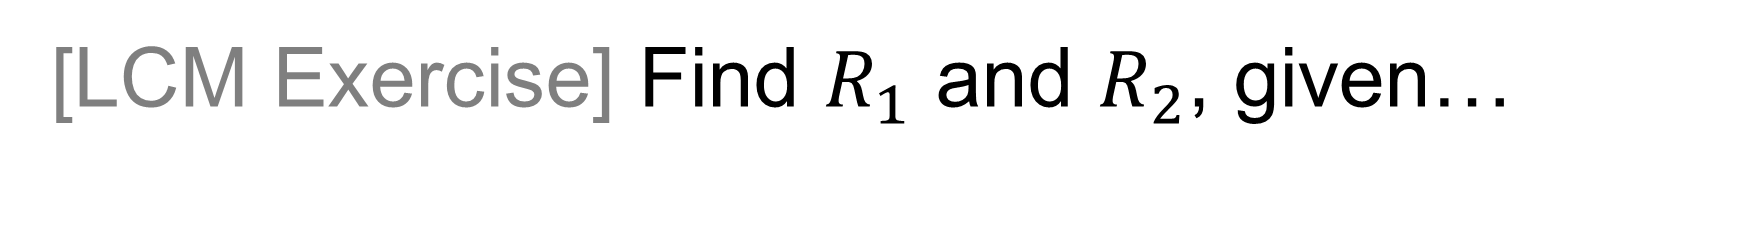 [LCM Exercise] Find R₁ and R₂, given…